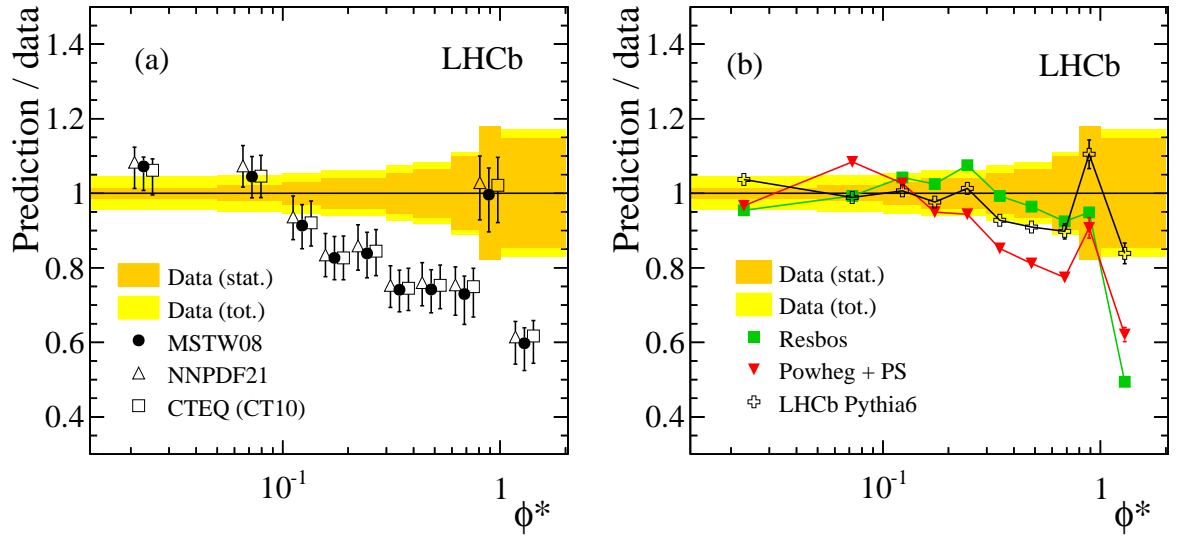 Prediction / data
1.4
1.2
1
0.8
0.6
0.4
(a)
LHCb
Data (stat.)
Data (tot.)
MSTW08
NNPDF21
CTEQ (CT10)
10-1
1
ϕ*
Prediction / data
1.4
1.2
1
0.8
0.6
0.4
(b)
LHCb
Data (stat.)
Data (tot.)
Resbos
Powheg + PS
LHCb Pythia6
10-1
1
ϕ*